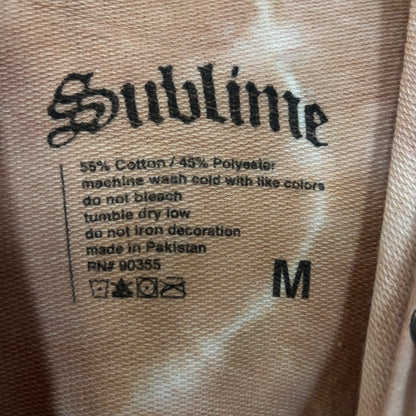 Sublime
55% Cotton / 45% Polyester
machine wash cold with like colors
do not bleach
tumble dry low
do not iron decoration
made in Pakistan
RN# 90355
M